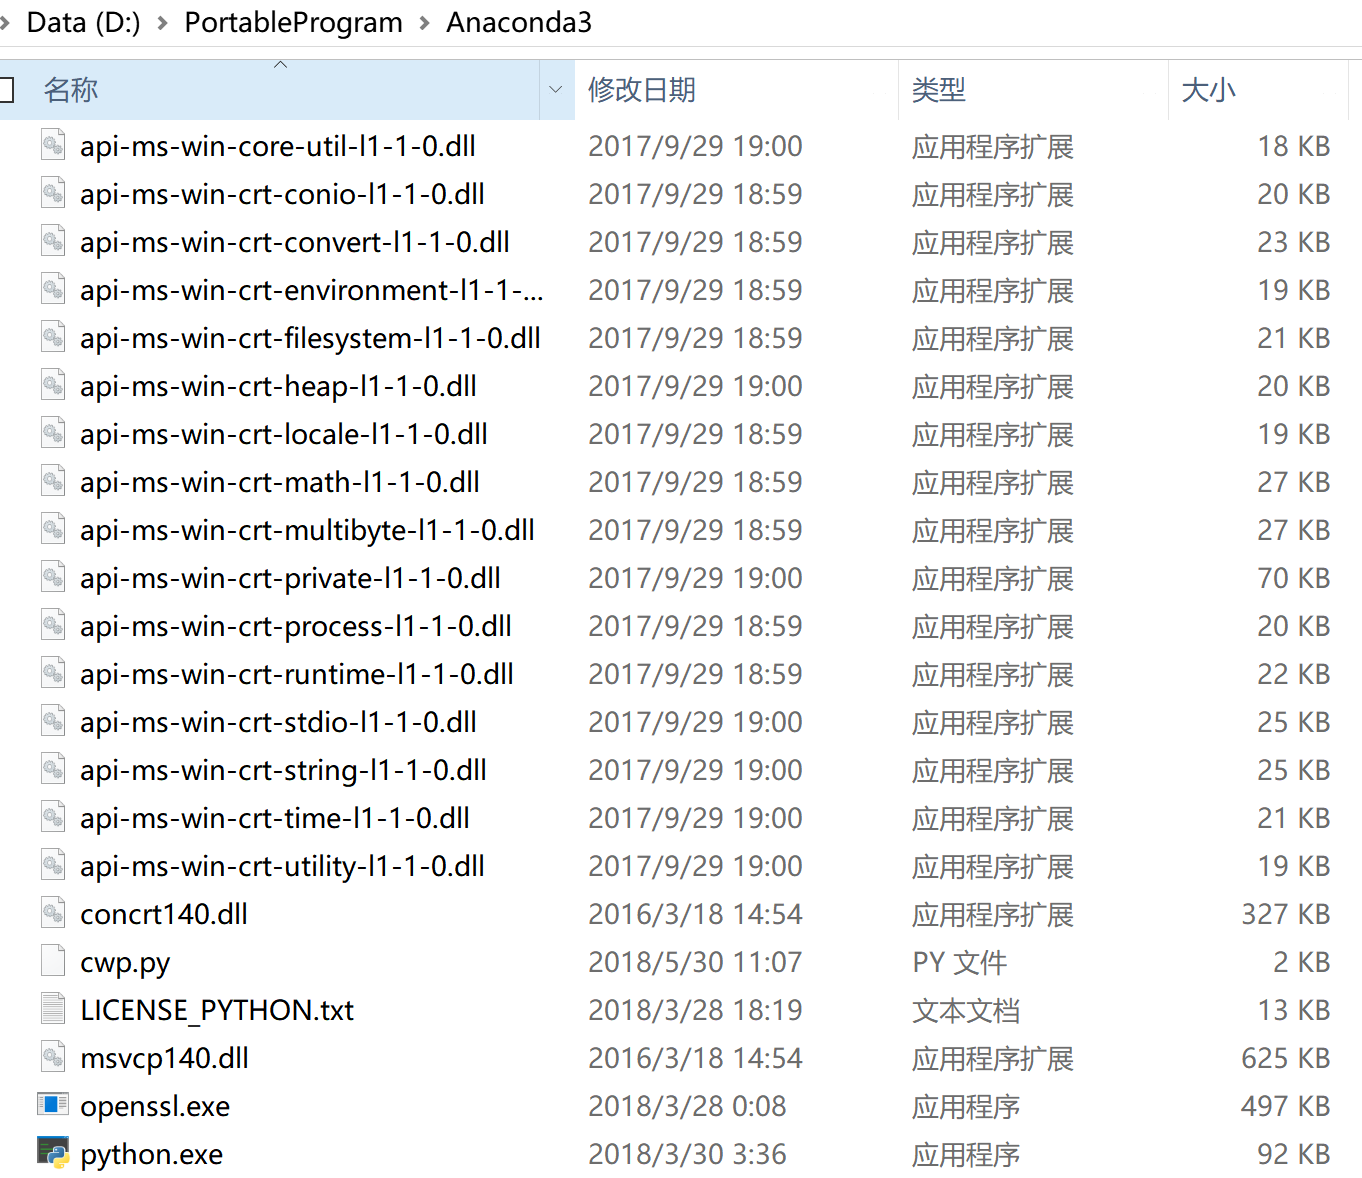 Data (D:) > PortableProgram > Anaconda3
名称 修改日期 类型 大小
api-ms-win-core-util-l1-1-0.dll 2017/9/29 19:00 应用程序扩展 18 KB
api-ms-win-crt-conio-l1-1-0.dll 2017/9/29 18:59 应用程序扩展 20 KB
api-ms-win-crt-convert-l1-1-0.dll 2017/9/29 18:59 应用程序扩展 23 KB
api-ms-win-crt-environment-l1-1-... 2017/9/29 18:59 应用程序扩展 19 KB
api-ms-win-crt-filesystem-l1-1-0.dll 2017/9/29 18:59 应用程序扩展 21 KB
api-ms-win-crt-heap-l1-1-0.dll 2017/9/29 19:00 应用程序扩展 20 KB
api-ms-win-crt-locale-l1-1-0.dll 2017/9/29 18:59 应用程序扩展 19 KB
api-ms-win-crt-math-l1-1-0.dll 2017/9/29 18:59 应用程序扩展 27 KB
api-ms-win-crt-multibyte-l1-1-0.dll 2017/9/29 18:59 应用程序扩展 27 KB
api-ms-win-crt-private-l1-1-0.dll 2017/9/29 19:00 应用程序扩展 70 KB
api-ms-win-crt-process-l1-1-0.dll 2017/9/29 18:59 应用程序扩展 20 KB
api-ms-win-crt-runtime-l1-1-0.dll 2017/9/29 18:59 应用程序扩展 22 KB
api-ms-win-crt-stdio-l1-1-0.dll 2017/9/29 19:00 应用程序扩展 25 KB
api-ms-win-crt-string-l1-1-0.dll 2017/9/29 19:00 应用程序扩展 25 KB
api-ms-win-crt-time-l1-1-0.dll 2017/9/29 19:00 应用程序扩展 21 KB
api-ms-win-crt-utility-l1-1-0.dll 2017/9/29 19:00 应用程序扩展 19 KB
concrt140.dll 2016/3/18 14:54 应用程序扩展 327 KB
cwp.py 2018/5/30 11:07 PY 文件 2 KB
LICENSE_PYTHON.txt 2018/3/28 18:19 文本文档 13 KB
msvcp140.dll 2016/3/18 14:54 应用程序扩展 625 KB
openssl.exe 2018/3/28 0:08 应用程序 497 KB
python.exe 2018/3/30 3:36 应用程序 92 KB